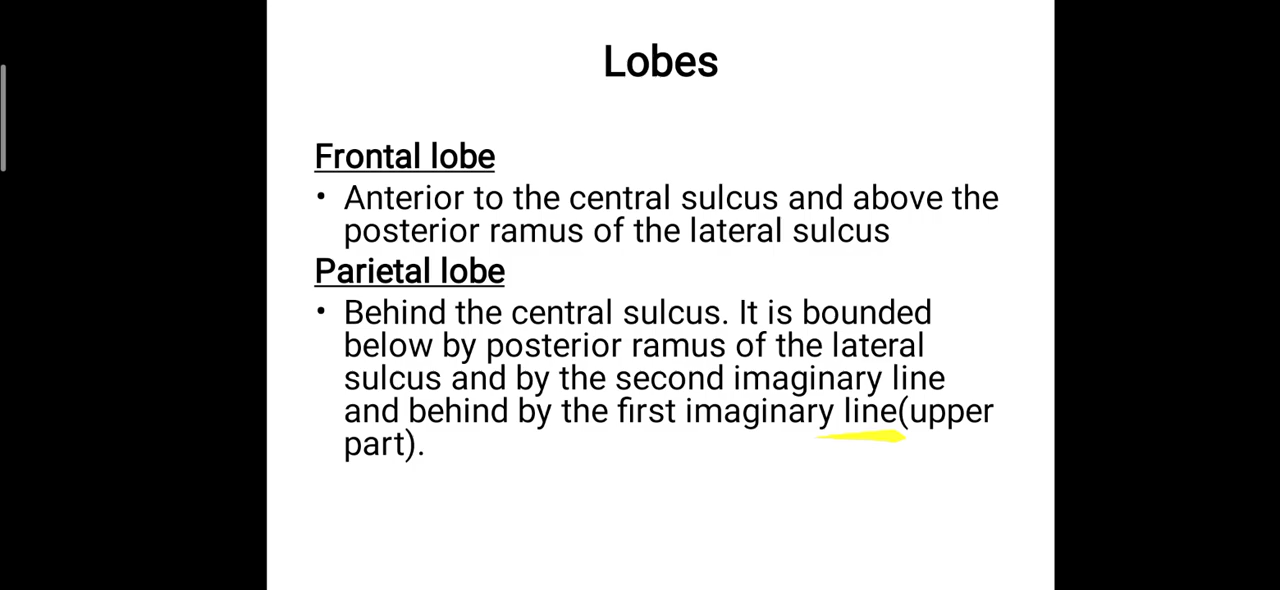 Lobes
Frontal lobe
• Anterior to the central sulcus and above the
posterior ramus of the lateral sulcus
Parietal lobe
• Behind the central sulcus. It is bounded
below by posterior ramus of the lateral
sulcus and by the second imaginary line
and behind by the first imaginary line(upper
part).